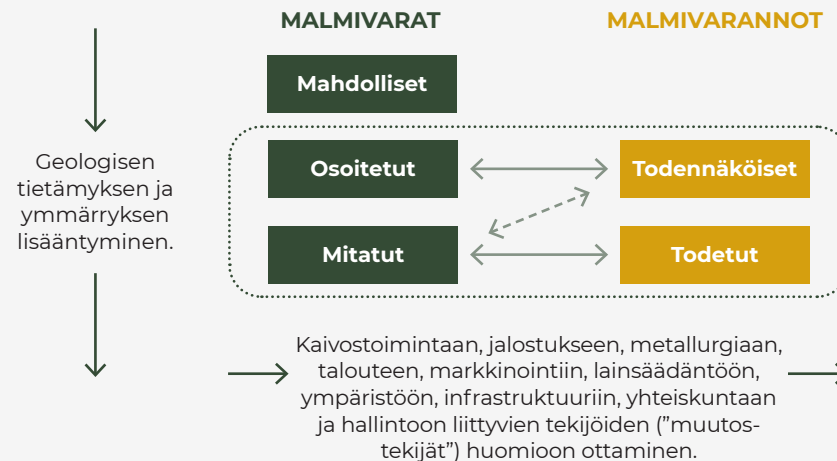 MALMIVARAT
MALMIVARANNOT
Mahdolliset
Osoitetut
Todennäköiset
Mitatut
Todetut
Geologisen
tietämyksen ja
ymmärryksen
lisääntyminen.
Kaivostoimintaan, jalostukseen, metallurgiaan,
talouteen, markkinointiin, lainsäädäntöön,
ympäristöön, infrastruktuuriin, yhteiskuntaan
ja hallintoon liittyvien tekijöiden ("muutos-
tekijät") huomioon ottaminen.